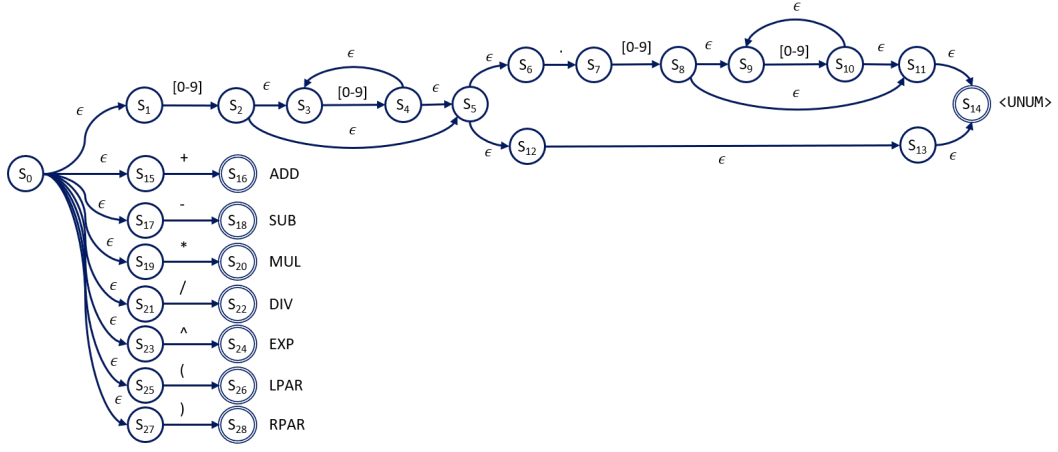 ϵ
ϵ [0-9] ϵ
S₁ S₂ S₃ [0-9] S₄ ϵ S₅
ϵ
ϵ S₆ . S₇ [0-9] S₈ ϵ S₉ [0-9] S₁₀ ϵ S₁₁ ϵ
ϵ
ϵ
S₁₄ <UNUM>
ϵ S₁₂ ϵ S₁₃ ϵ
S₀
ϵ S₁₅ + S₁₆ ADD
ϵ S₁₇ - S₁₈ SUB
ϵ S₁₉ * S₂₀ MUL
ϵ S₂₁ / S₂₂ DIV
ϵ S₂₃ ^ S₂₄ EXP
ϵ S₂₅ ( S₂₆ LPAR
ϵ S₂₇ ) S₂₈ RPAR